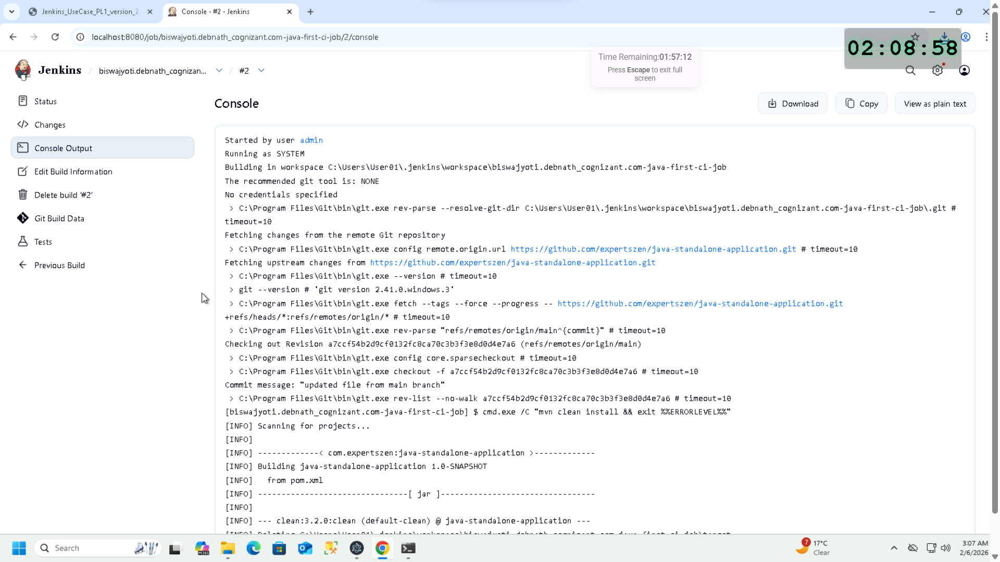 Jenkins_UseCase_PL1_version_2
Console - #2 - Jenkins
localhost:8080/job/biswajyoti.debnath_cognizant.com-java-first-ci-job/2/console
02:08:58
Time Remaining:01:57:12
Press Escape to exit full
screen
Jenkins / biswajyoti.debnath_cognizan... / #2
Status
Changes
Console Output
Edit Build Information
Delete build ‘#2’
Git Build Data
Tests
Previous Build
Console
Download
Copy
View as plain text
Started by user admin
Running as SYSTEM
Building in workspace C:\Users\User01\.jenkins\workspace\biswajyoti.debnath_cognizant.com-java-first-ci-job
The recommended git tool is: NONE
No credentials specified
> C:\Program Files\Git\bin\git.exe rev-parse --resolve-git-dir C:\Users\User01\.jenkins\workspace\biswajyoti.debnath_cognizant.com-java-first-ci-job\.git #
timeout=10
Fetching changes from the remote Git repository
> C:\Program Files\Git\bin\git.exe config remote.origin.url https://github.com/expertszen/java-standalone-application.git # timeout=10
Fetching upstream changes from https://github.com/expertszen/java-standalone-application.git
> C:\Program Files\Git\bin\git.exe --version # timeout=10
> git --version # 'git version 2.41.0.windows.3'
> C:\Program Files\Git\bin\git.exe fetch --tags --force --progress -- https://github.com/expertszen/java-standalone-application.git
+refs/heads/*:refs/remotes/origin/* # timeout=10
> C:\Program Files\Git\bin\git.exe rev-parse "refs/remotes/origin/main^{commit}" # timeout=10
Checking out Revision a7ccf54b2d9cf0132fc8ca70c3b3f3e8d0d4e7a6 (refs/remotes/origin/main)
> C:\Program Files\Git\bin\git.exe config core.sparsecheckout # timeout=10
> C:\Program Files\Git\bin\git.exe checkout -f a7ccf54b2d9cf0132fc8ca70c3b3f3e8d0d4e7a6 # timeout=10
Commit message: "updated file from main branch"
> C:\Program Files\Git\bin\git.exe rev-list --no-walk a7ccf54b2d9cf0132fc8ca70c3b3f3e8d0d4e7a6 # timeout=10
[biswajyoti.debnath_cognizant.com-java-first-ci-job] $ cmd.exe /C "mvn clean install && exit %%ERRORLEVEL%%"
[INFO] Scanning for projects...
[INFO]
[INFO] -------------< com.expertszen:java-standalone-application >-------------
[INFO] Building java-standalone-application 1.0-SNAPSHOT
[INFO]   from pom.xml
[INFO] --------------------------------[ jar ]---------------------------------
[INFO]
[INFO] --- clean:3.2.0:clean (default-clean) @ java-standalone-application ---
[INFO] Deleting C:\Users\User01\.jenkins\workspace\biswajyoti.debnath_cognizant.com-java-first-ci-job\target
Search
M365
7
17°C
Clear
3:07 AM
2/6/2026